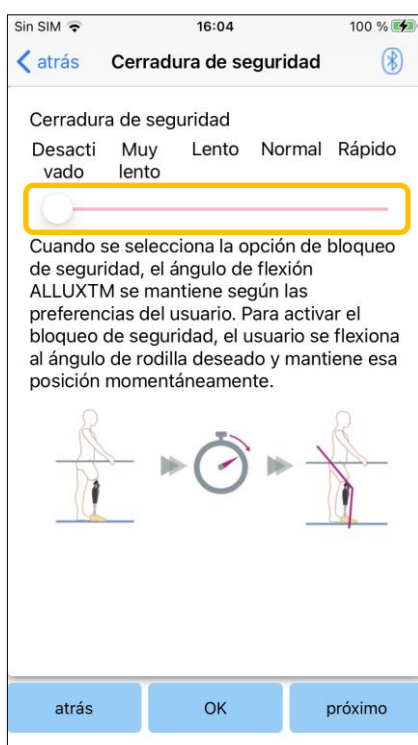 Sin SIM 16:04 100 %
atrás Cerradura de seguridad
Cerradura de seguridad
Desacti Muy Lento Normal Rápido
vado lento
Cuando se selecciona la opción de bloqueo
de seguridad, el ángulo de flexión
ALLUXTM se mantiene según las
preferencias del usuario. Para activar el
bloqueo de seguridad, el usuario se flexiona
al ángulo de rodilla deseado y mantiene esa
posición momentáneamente.
atrás OK próximo